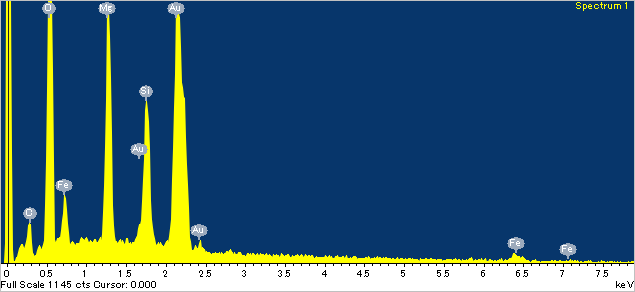 Spectrum 1
O Mg Au
Si
Au
Fe
Au
Fe Fe
0 0.5 1 1.5 2 2.5 3 3.5 4 4.5 5 5.5 6 6.5 7 7.5
Full Scale 1145 cts Cursor: 0.000 keV